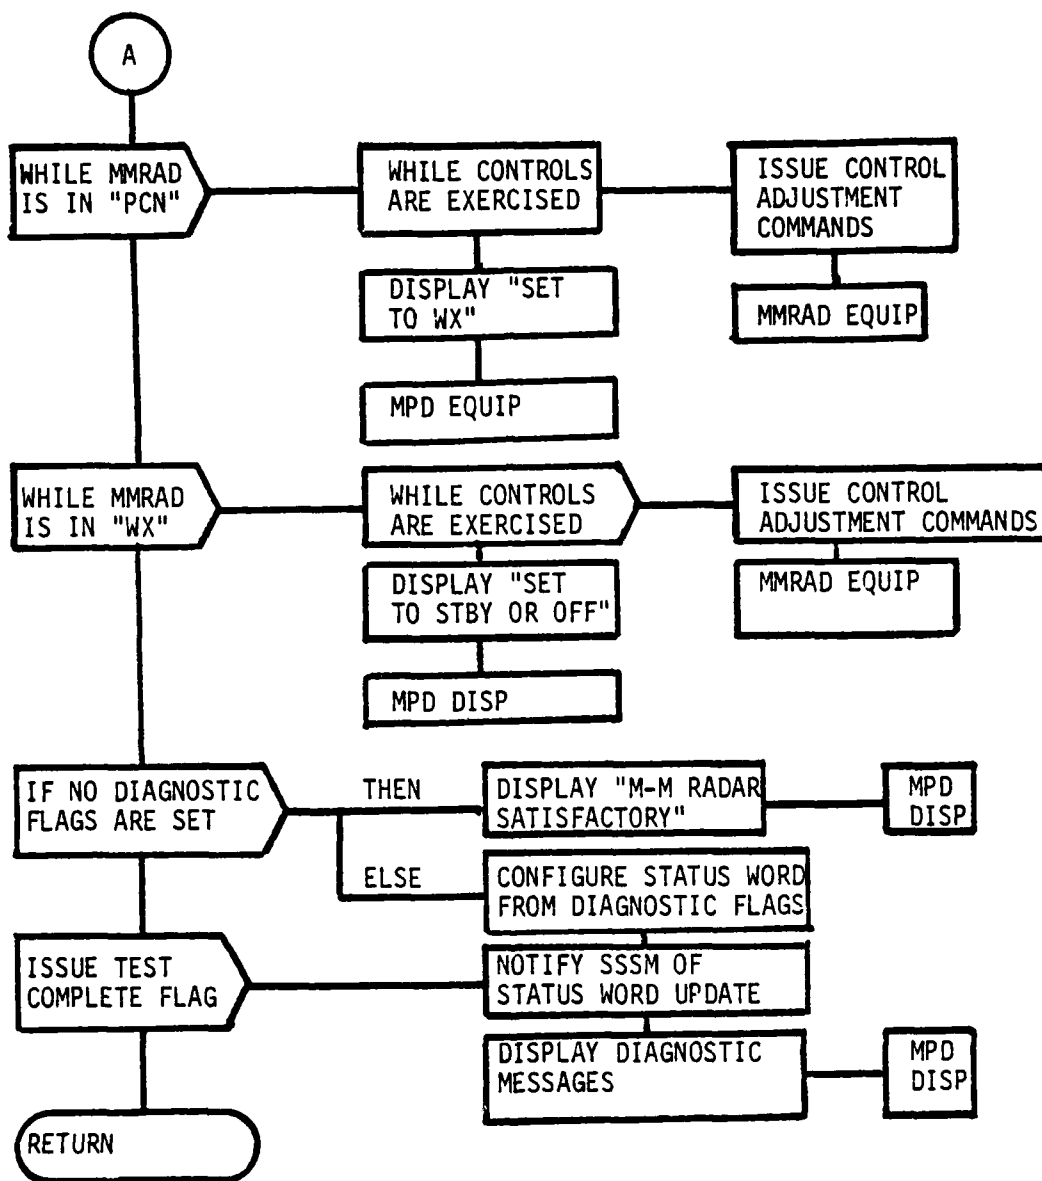 A
WHILE MMRAD
IS IN "PCN"
WHILE CONTROLS
ARE EXERCISED
ISSUE CONTROL
ADJUSTMENT
COMMANDS
DISPLAY "SET
TO WX"
MMRAD EQUIP
MPD EQUIP
WHILE MMRAD
IS IN "WX"
WHILE CONTROLS
ARE EXERCISED
ISSUE CONTROL
ADJUSTMENT COMMANDS
DISPLAY "SET
TO STBY OR OFF"
MMRAD EQUIP
MPD DISP
IF NO DIAGNOSTIC
FLAGS ARE SET
THEN
DISPLAY "M-M RADAR
SATISFACTORY"
MPD
DISP
ELSE
CONFIGURE STATUS WORD
FROM DIAGNOSTIC FLAGS
ISSUE TEST
COMPLETE FLAG
NOTIFY SSSM OF
STATUS WORD UPDATE
DISPLAY DIAGNOSTIC
MESSAGES
MPD
DISP
RETURN